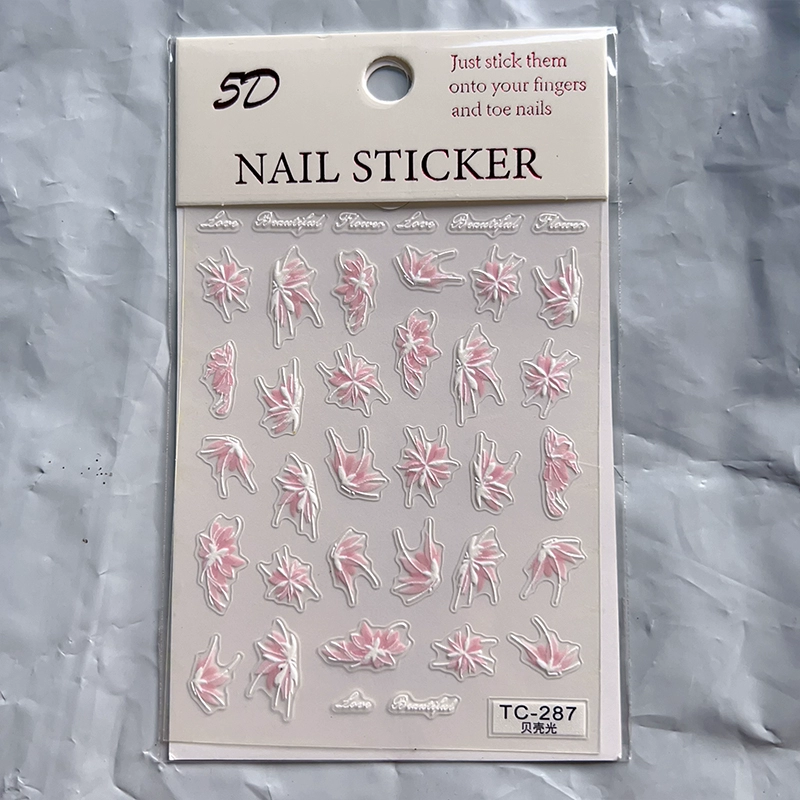 5D
Just stick them
onto your fingers
and toe nails
NAIL STICKER
Love Beautiful Flower Love Beautiful Flower
Love Beautiful
TC-287
贝壳光